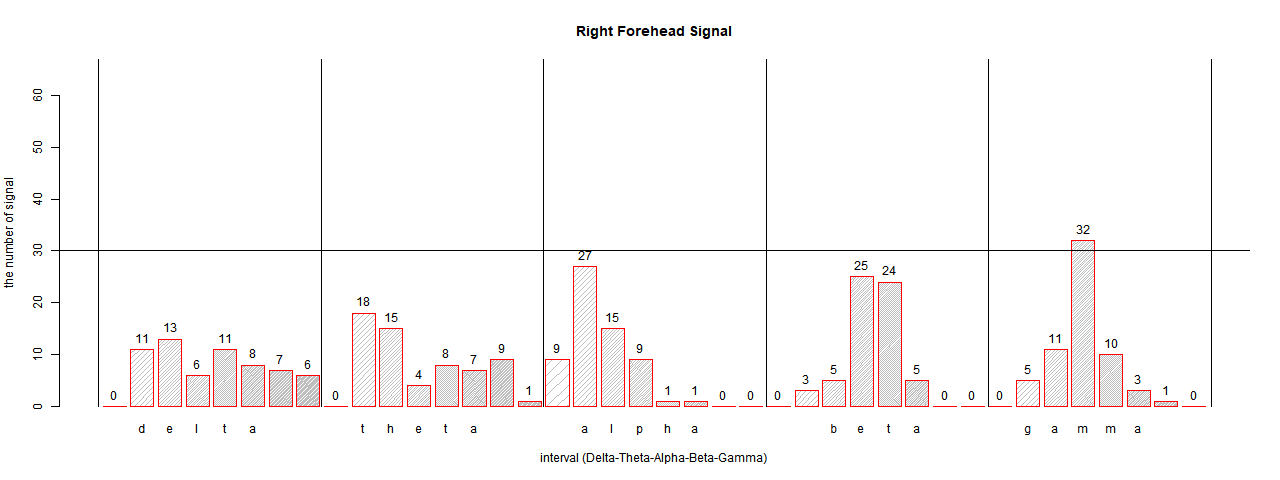 Right Forehead Signal
the number of signal
60
50
40
30
20
10
0
0 11 13 6 11 8 7 6 0 18 15 4 8 7 9 1 9 27 15 9 1 1 0 0 0 3 5 25 24 5 0 0 0 5 11 32 10 3 1 0
d e l t a t h e t a a l p h a b e t a g a m m a
interval (Delta-Theta-Alpha-Beta-Gamma)